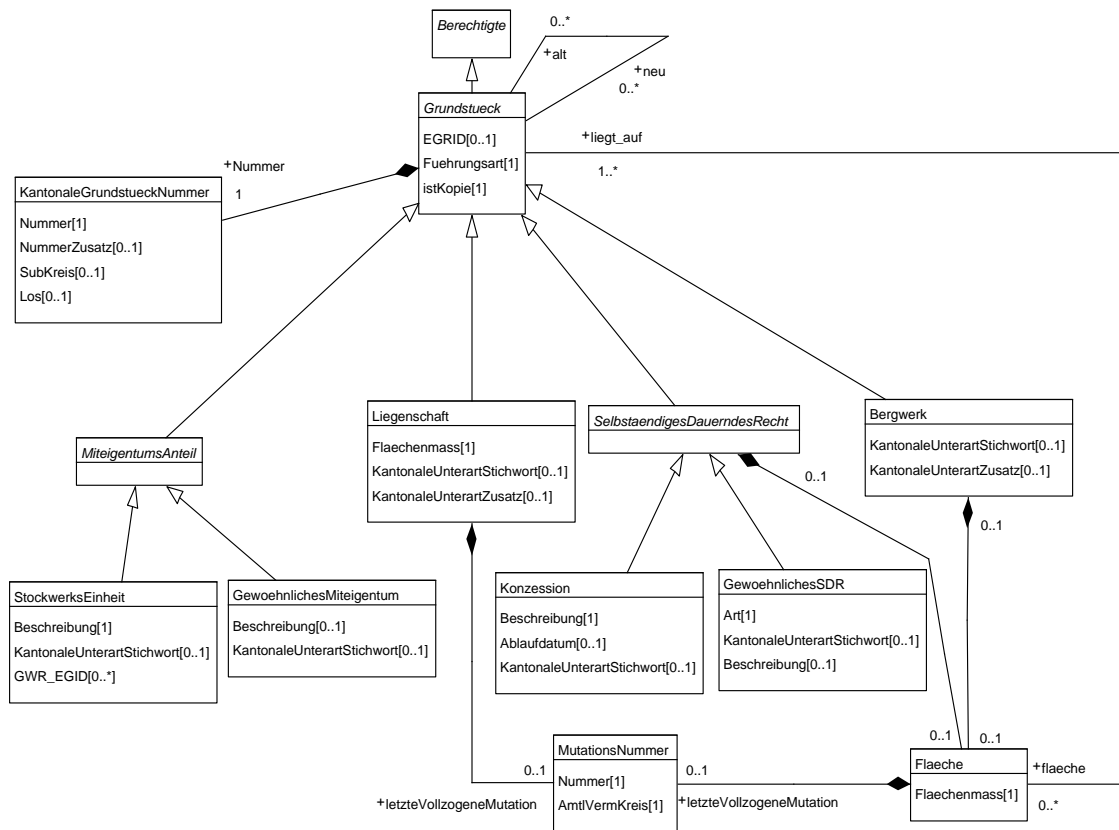 Berechtigte
0..*
+alt
+neu
0..*
Grundstueck
EGRID[0..1]
Fuehrungsart[1]
istKopie[1]
+liegt_auf
1..*
+Nummer
1
KantonaleGrundstueckNummer
Nummer[1]
NummerZusatz[0..1]
SubKreis[0..1]
Los[0..1]
MiteigentumsAnteil
Liegenschaft
Flaechenmass[1]
KantonaleUnterartStichwort[0..1]
KantonaleUnterartZusatz[0..1]
SelbstaendigesDauerndesRecht
0..1
Bergwerk
KantonaleUnterartStichwort[0..1]
KantonaleUnterartZusatz[0..1]
0..1
StockwerksEinheit
Beschreibung[1]
KantonaleUnterartStichwort[0..1]
GWR_EGID[0..*]
GewoehnlichesMiteigentum
Beschreibung[0..1]
KantonaleUnterartStichwort[0..1]
Konzession
Beschreibung[1]
Ablaufdatum[0..1]
KantonaleUnterartStichwort[0..1]
GewoehnlichesSDR
Art[1]
KantonaleUnterartStichwort[0..1]
Beschreibung[0..1]
0..1
+letzteVollzogeneMutation
MutationsNummer
Nummer[1]
AmtlVermKreis[1]
0..1
+letzteVollzogeneMutation
0..1
0..1
Flaeche
Flaechenmass[1]
+flaeche
0..*